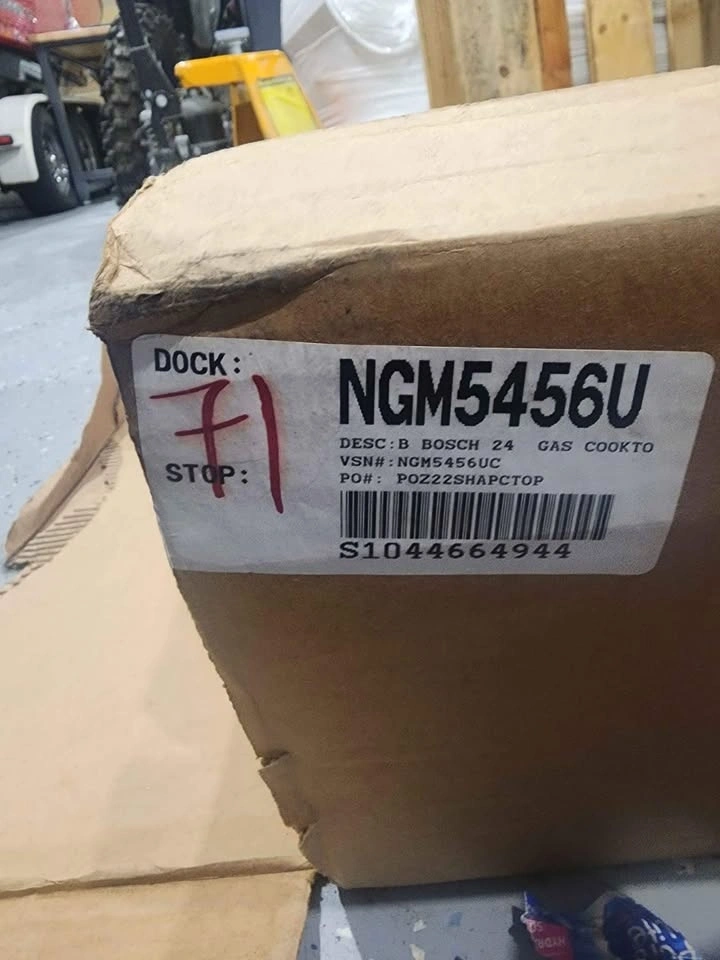 DOCK:
71
STOP:
NGM5456U
DESC:B BOSCH 24 GAS COOKTO
VSN#:NGM5456UC
PO#: POZ22SHAPCTOP
S1044664944